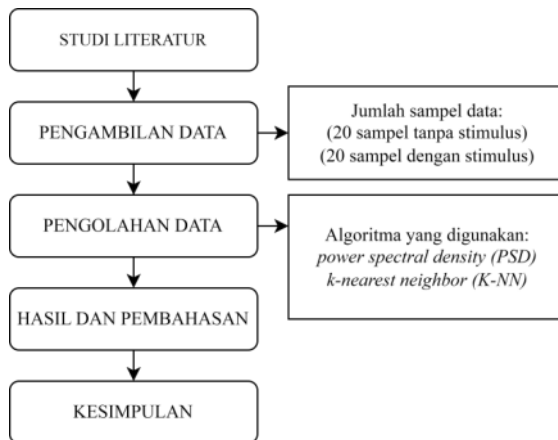 STUDI LITERATUR
PENGAMBILAN DATA
Jumlah sampel data:
(20 sampel tanpa stimulus)
(20 sampel dengan stimulus)
PENGOLAHAN DATA
Algoritma yang digunakan:
power spectral density (PSD)
k-nearest neighbor (K-NN)
HASIL DAN PEMBAHASAN
KESIMPULAN